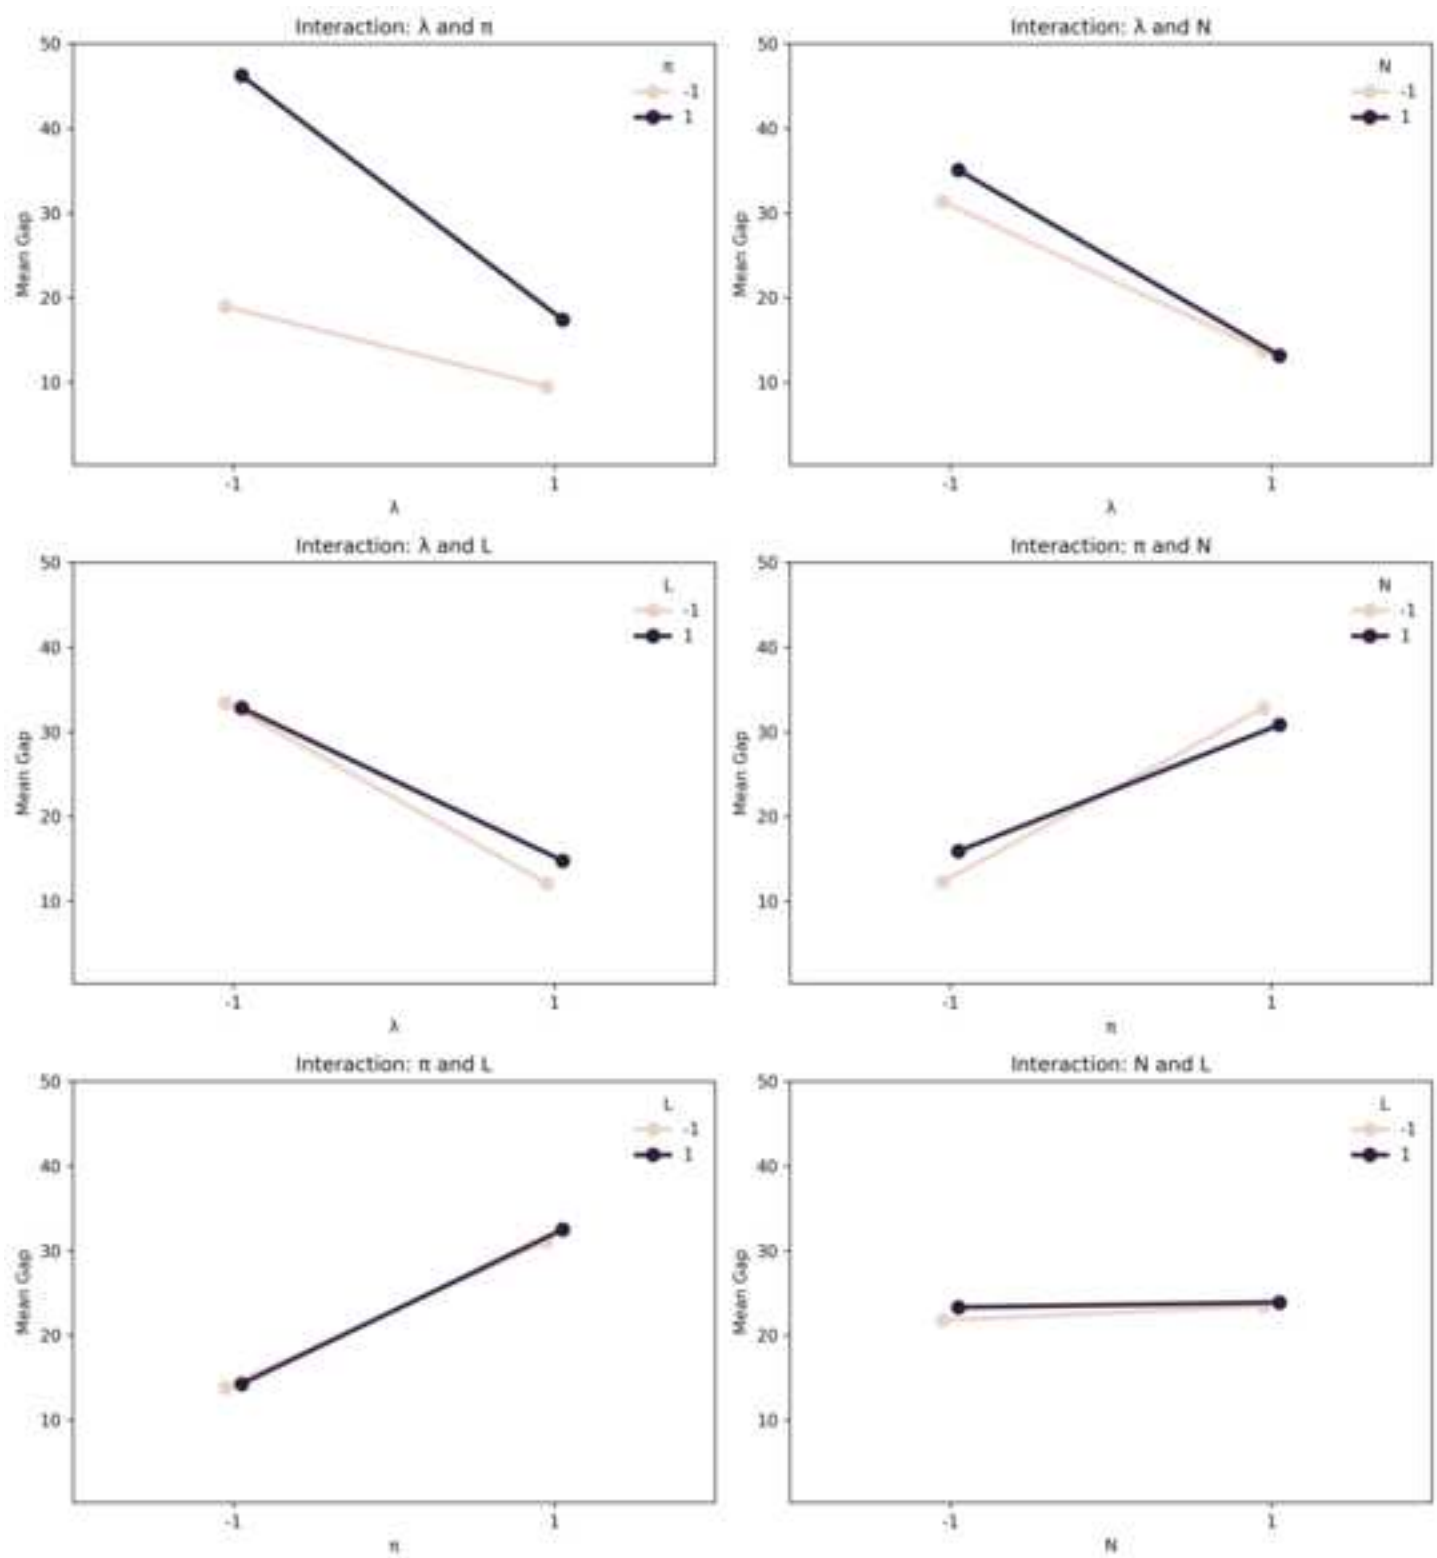 Interaction: λ and π
50
40
30
20
10
Mean Gap
π
-1
1
-1
1
λ
Interaction: λ and N
50
40
30
20
10
Mean Gap
N
-1
1
-1
1
λ
Interaction: λ and L
50
40
30
20
10
Mean Gap
L
-1
1
-1
1
λ
Interaction: π and N
50
40
30
20
10
Mean Gap
N
-1
1
-1
1
π
Interaction: π and L
50
40
30
20
10
Mean Gap
L
-1
1
-1
1
π
Interaction: N and L
50
40
30
20
10
Mean Gap
L
-1
1
-1
1
N